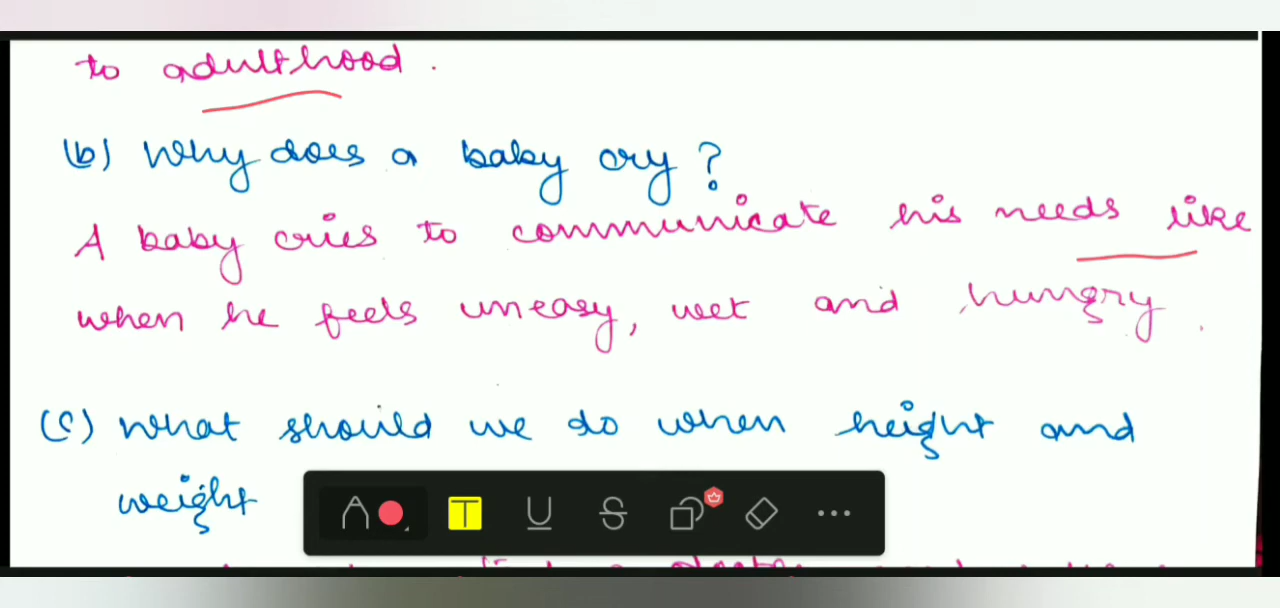 to adulthood.
(b) Why does a baby cry?
A baby cries to communicate his needs like
when he feels uneasy, wet and hungry.
(c) What should we do when height and
weight